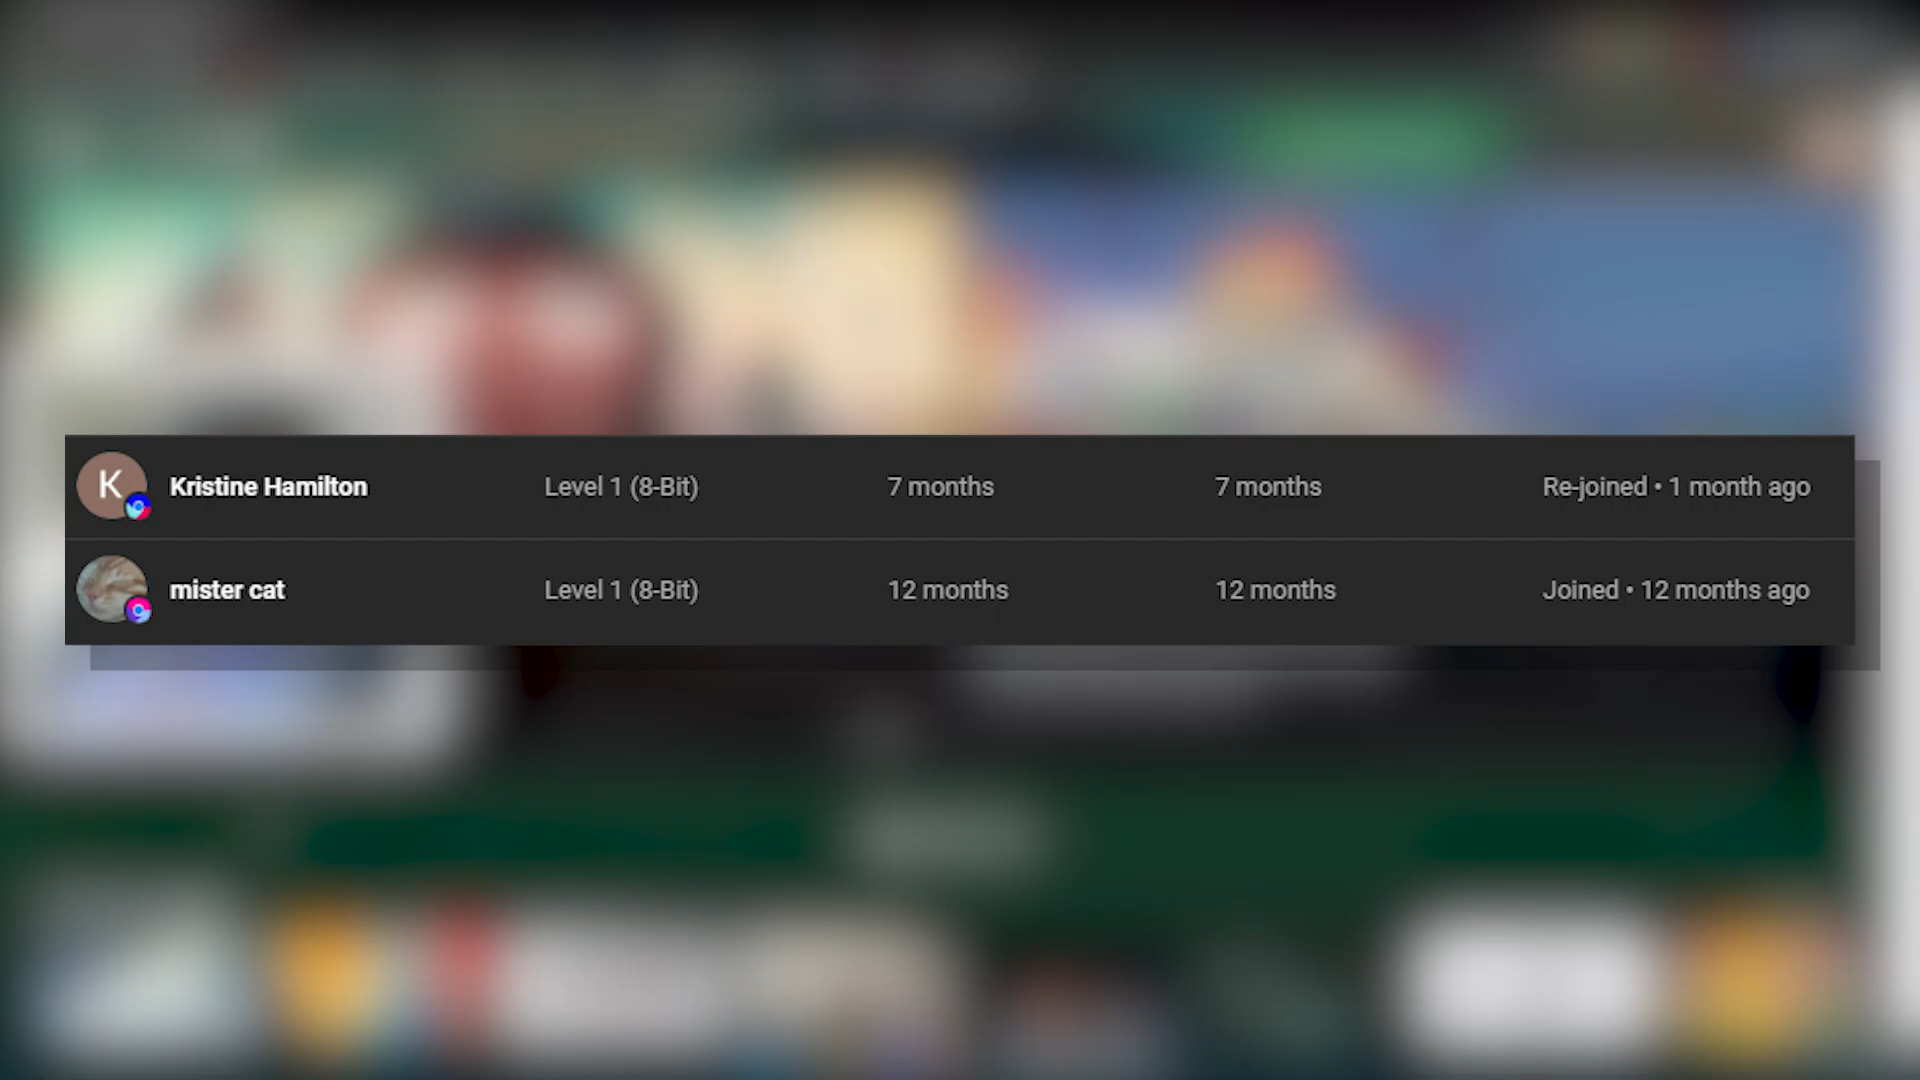 K Kristine Hamilton Level 1 (8-Bit) 7 months 7 months Re-joined • 1 month ago
mister cat Level 1 (8-Bit) 12 months 12 months Joined • 12 months ago